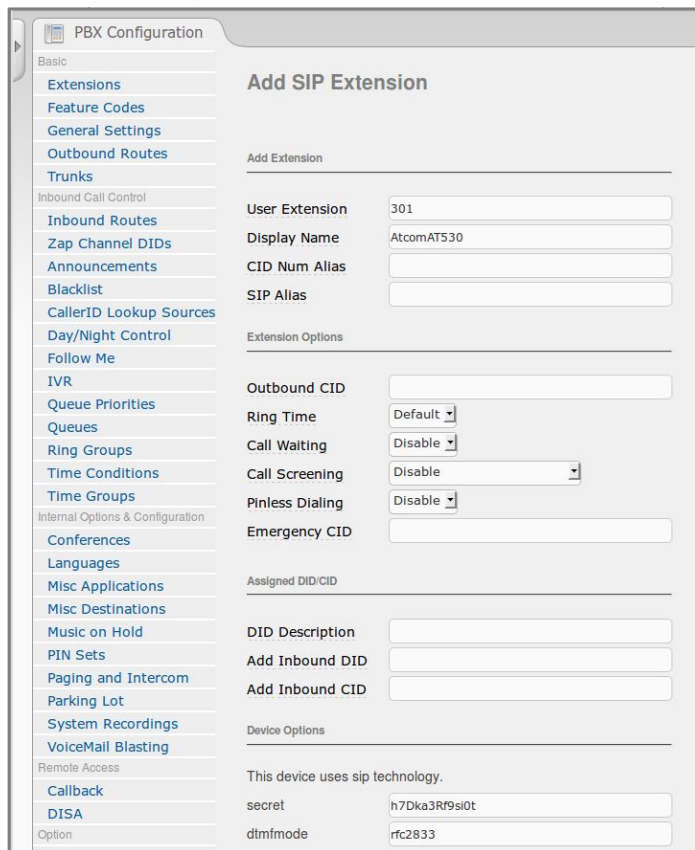 PBX Configuration
Basic
Extensions
Feature Codes
General Settings
Outbound Routes
Trunks
Inbound Call Control
Inbound Routes
Zap Channel DIDs
Announcements
Blacklist
CallerID Lookup Sources
Day/Night Control
Follow Me
IVR
Queue Priorities
Queues
Ring Groups
Time Conditions
Time Groups
Internal Options & Configuration
Conferences
Languages
Misc Applications
Misc Destinations
Music on Hold
PIN Sets
Paging and Intercom
Parking Lot
System Recordings
VoiceMail Blasting
Remote Access
Callback
DISA
Option
Add SIP Extension
Add Extension
User Extension 301
Display Name AtcomAT530
CID Num Alias
SIP Alias
Extension Options
Outbound CID
Ring Time Default
Call Waiting Disable
Call Screening Disable
Pinless Dialing Disable
Emergency CID
Assigned DID/CID
DID Description
Add Inbound DID
Add Inbound CID
Device Options
This device uses sip technology.
secret h7Dka3Rf9si0t
dtmfmode rfc2833